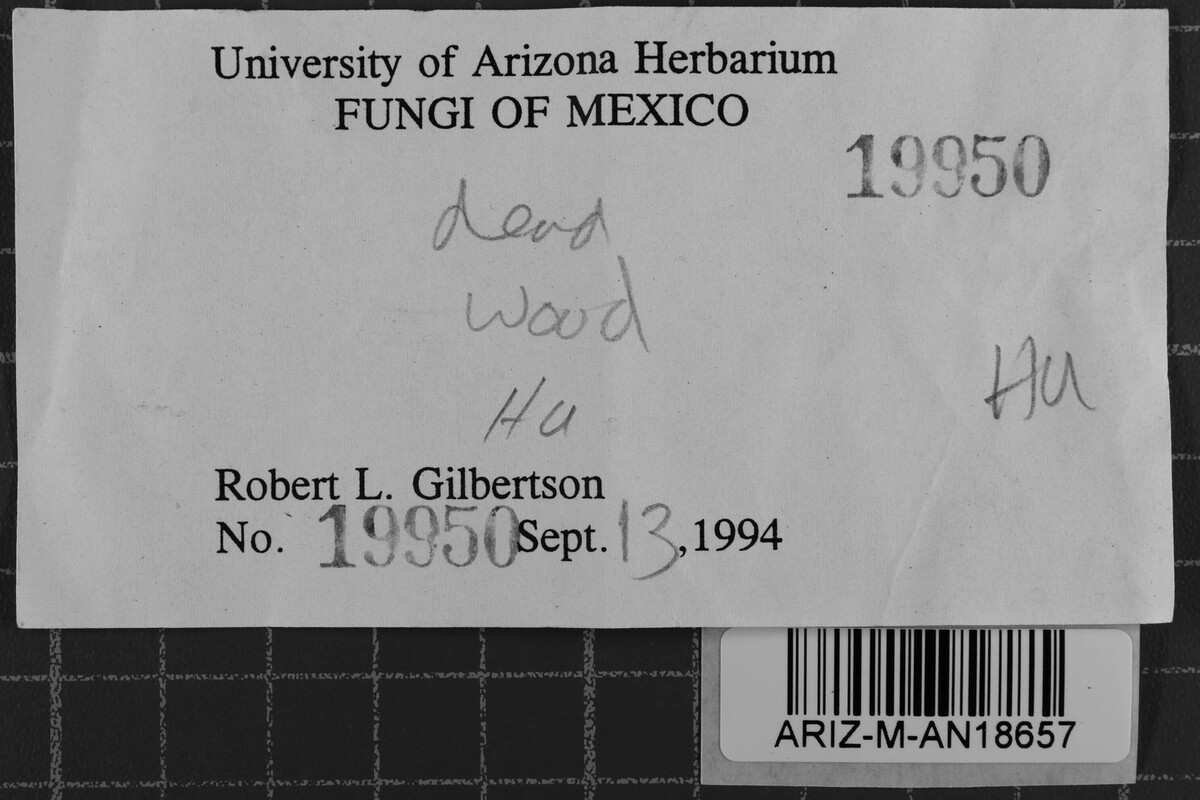 University of Arizona Herbarium
FUNGI OF MEXICO
19950
dead
wood
Hu
Hu
Robert L. Gilbertson
No. 19950 Sept. 13, 1994
ARIZ-M-AN18657